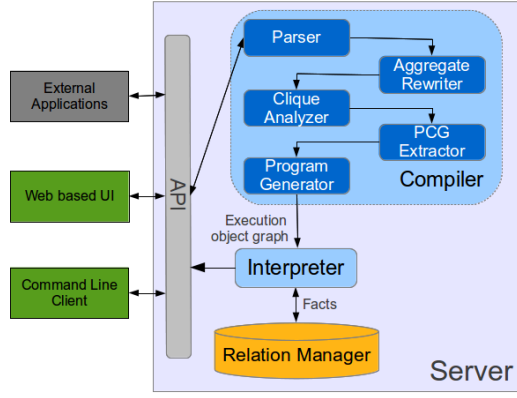 Parser
Aggregate
Rewriter
Clique
Analyzer
PCG
Extractor
Program
Generator
Compiler
External
Applications
Web based UI
Command Line
Client
API
Execution
object graph
Interpreter
Facts
Relation Manager
Server